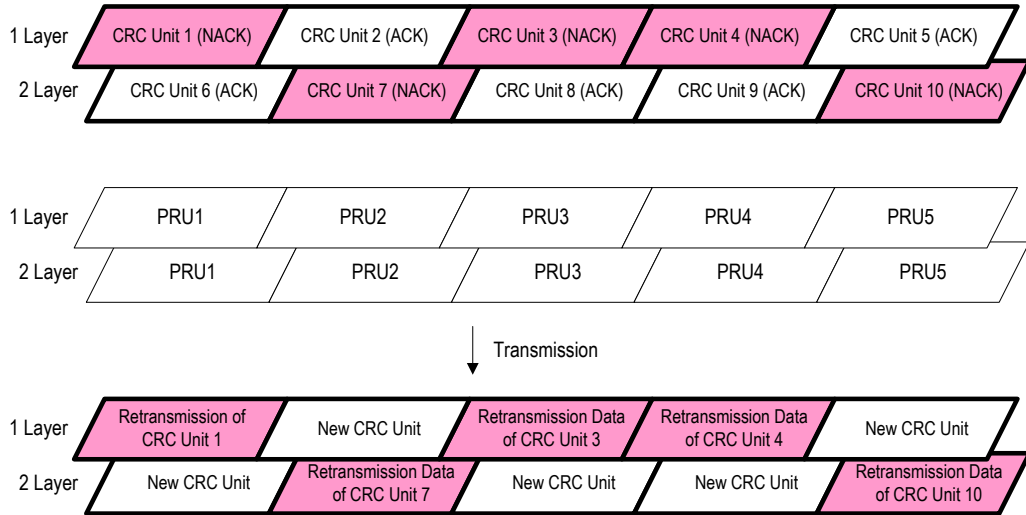 1 Layer
CRC Unit 1 (NACK)
CRC Unit 2 (ACK)
CRC Unit 3 (NACK)
CRC Unit 4 (NACK)
CRC Unit 5 (ACK)
2 Layer
CRC Unit 6 (ACK)
CRC Unit 7 (NACK)
CRC Unit 8 (ACK)
CRC Unit 9 (ACK)
CRC Unit 10 (NACK)
1 Layer
PRU1
PRU2
PRU3
PRU4
PRU5
2 Layer
PRU1
PRU2
PRU3
PRU4
PRU5
Transmission
1 Layer
Retransmission of
CRC Unit 1
New CRC Unit
Retransmission Data
of CRC Unit 3
Retransmission Data
of CRC Unit 4
New CRC Unit
2 Layer
New CRC Unit
Retransmission Data
of CRC Unit 7
New CRC Unit
New CRC Unit
Retransmission Data
of CRC Unit 10